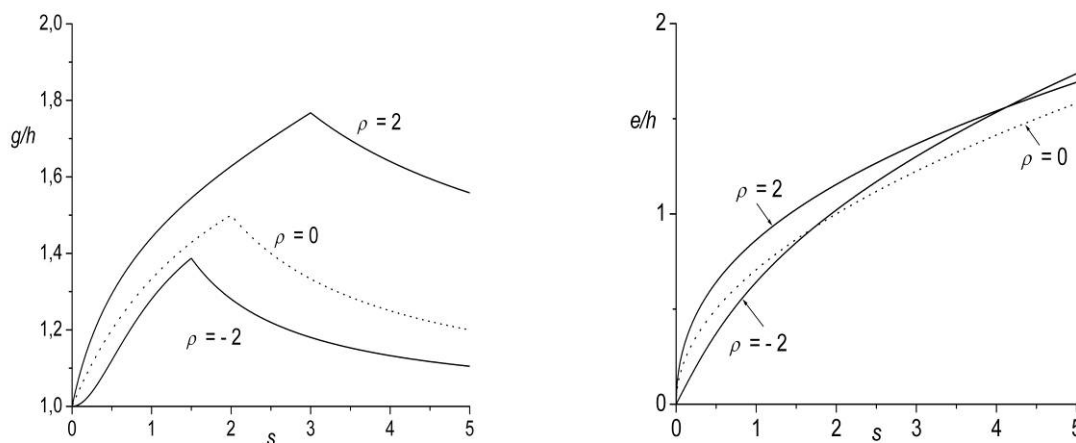 2,0
1,8
g/h
1,6
1,4
1,2
1,0
ρ = 2
ρ = 0
ρ = - 2
0 1 2 3 4 5
s
2
e/h
1
0
ρ = 2
ρ = 0
ρ = - 2
0 1 2 3 4 5
s